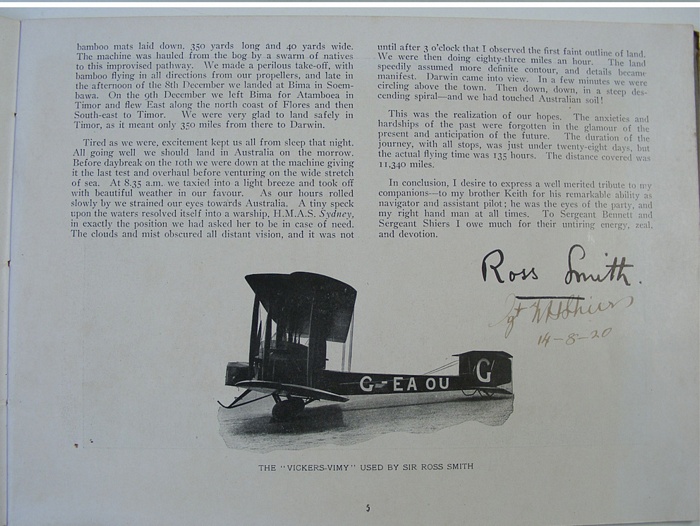 bamboo mats laid down, 350 yards long and 40 yards wide.
The machine was hauled from the bog by a swarm of natives
to this improvised pathway. We made a perilous take-off, with
bamboo flying in all directions from our propellers, and late in
the afternoon of the 8th December we landed at Bima in Soem-
bawa. On the 9th December we left Bima for Atamboea in
Timor and flew East along the north coast of Flores and then
South-east to Timor. We were very glad to land safely in
Timor, as it meant only 350 miles from there to Darwin.
Tired as we were, excitement kept us all from sleep that night.
All going well we should land in Australia on the morrow.
Before daybreak on the 10th we were down at the machine giving
it the last test and overhaul before venturing on the wide stretch
of sea. At 8.35 a.m. we taxied into a light breeze and took off
with beautiful weather in our favour. As our hours rolled
slowly by we strained our eyes towards Australia. A tiny speck
upon the waters resolved itself into a warship, H.M.A.S. Sydney,
in exactly the position we had asked her to be in case of need.
The clouds and mist obscured all distant vision, and it was not
until after 3 o'clock that I observed the first faint outline of land.
We were then doing eighty-three miles an hour. The land
speedily assumed more definite contour, and details became
manifest. Darwin came into view. In a few minutes we were
circling above the town. Then down, down, in a steep des-
cending spiral—and we had touched Australian soil!
This was the realization of our hopes. The anxieties and
hardships of the past were forgotten in the glamour of the
present and anticipation of the future. The duration of the
journey, with all stops, was just under twenty-eight days, but
the actual flying time was 135 hours. The distance covered was
11,340 miles.
In conclusion, I desire to express a well merited tribute to my
companions—to my brother Keith for his remarkable ability as
navigator and assistant pilot; he was the eyes of the party, and
my right hand man at all times. To Sergeant Bennett and
Sergeant Shiers I owe much for their untiring energy, zeal,
and devotion.
Ross Smith.
Sgt W H Shiers
14-8-20
G-EAOU G
THE "VICKERS-VIMY" USED BY SIR ROSS SMITH
5